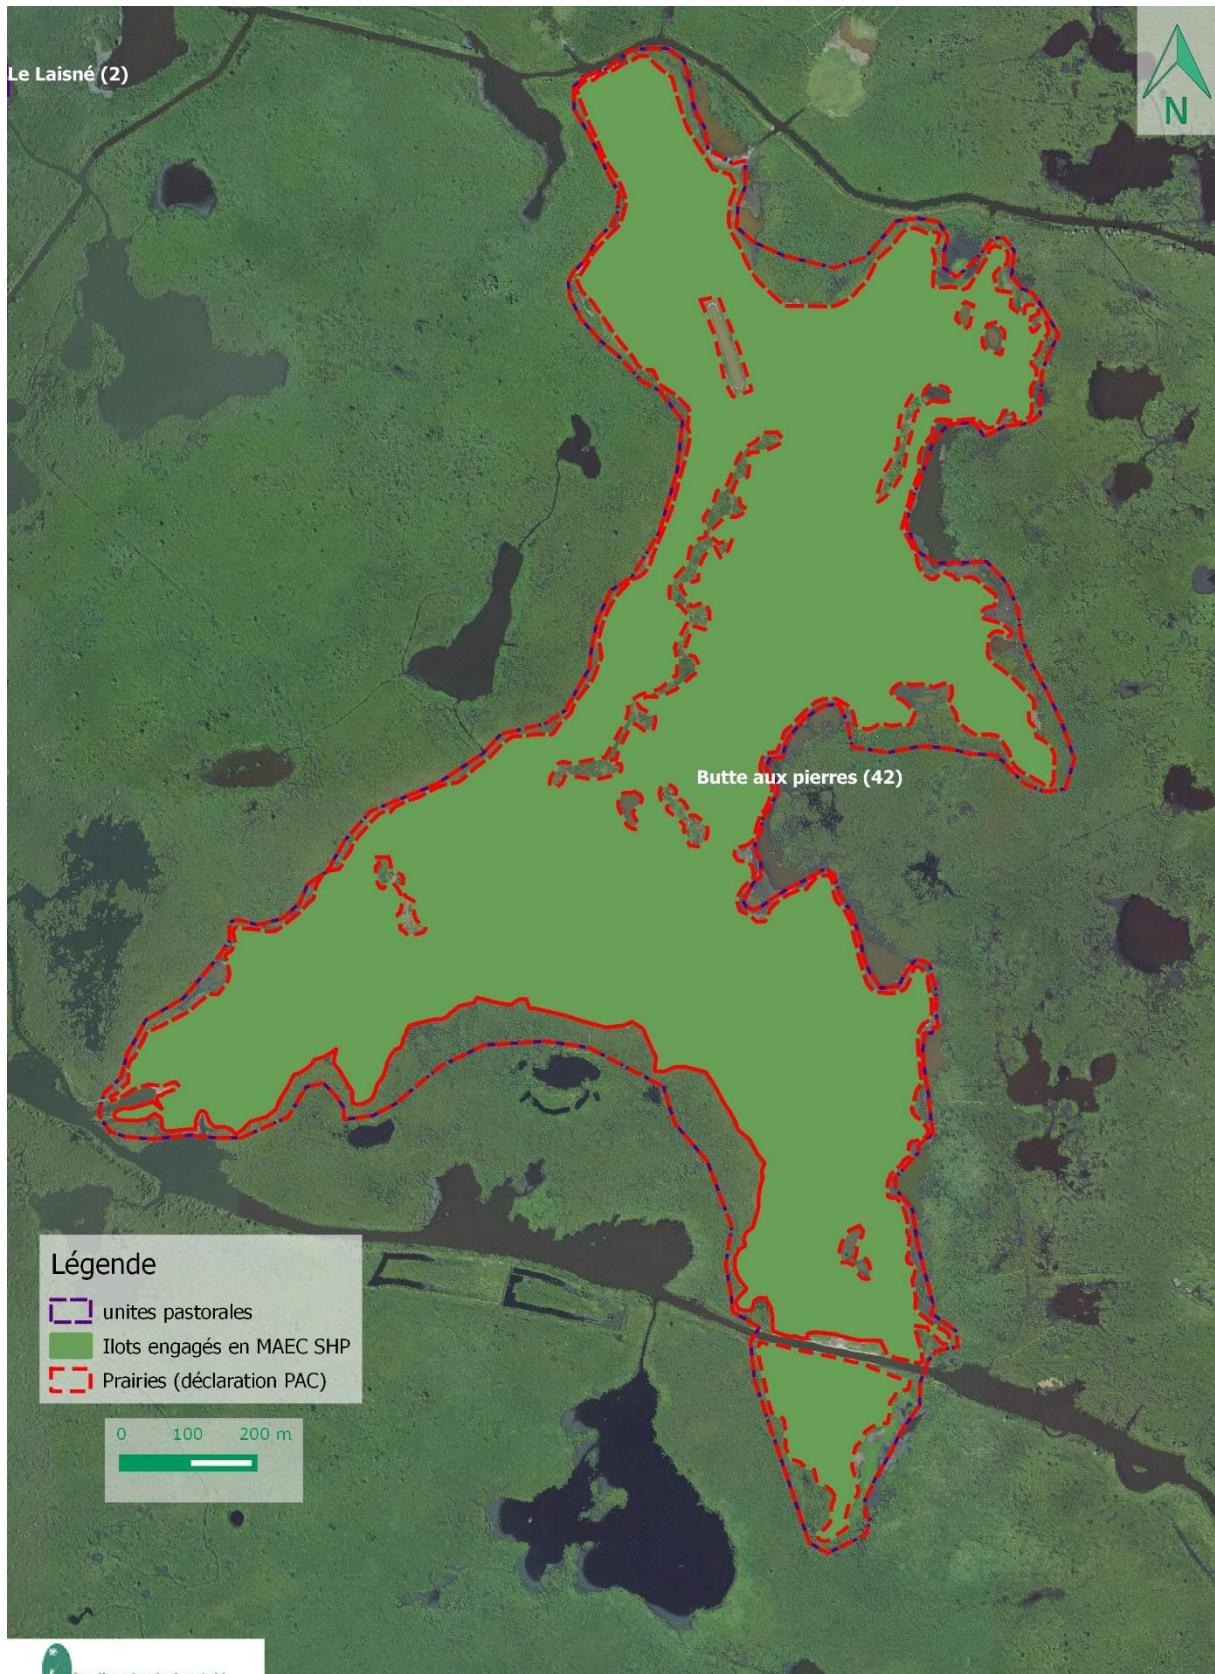 Le Laisné (2)
N
Butte aux pierres (42)
Légende
unites pastorales
Ilots engagés en MAEC SHP
Prairies (déclaration PAC)
0 100 200 m